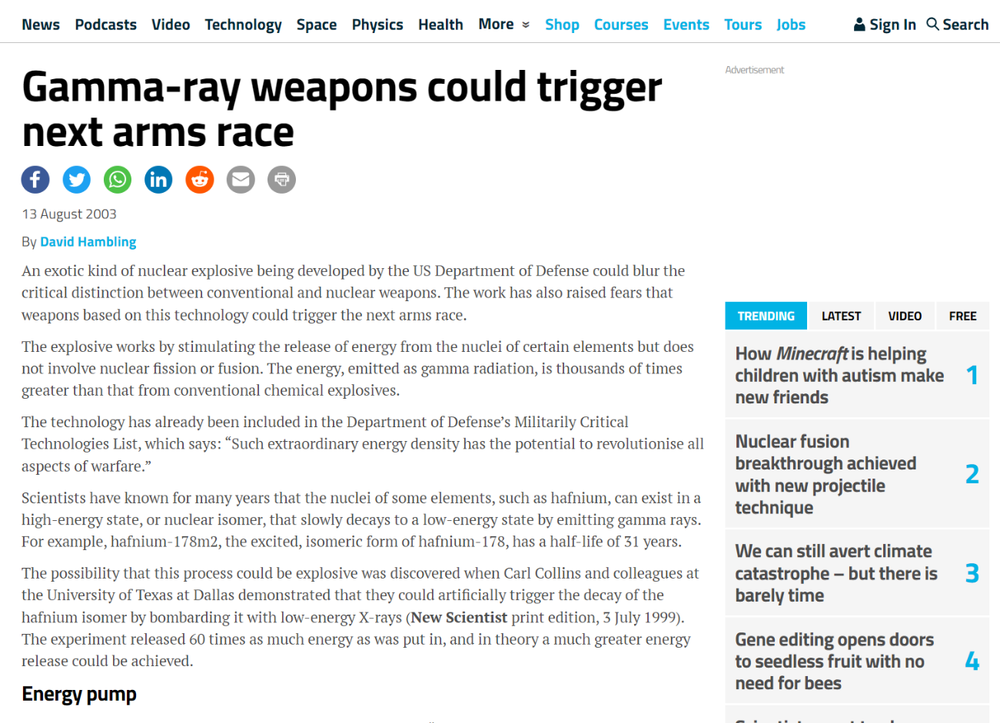 News Podcasts Video Technology Space Physics Health More Shop Courses Events Tours Jobs Sign In Search
Gamma-ray weapons could trigger
next arms race
13 August 2003
By David Hambling
An exotic kind of nuclear explosive being developed by the US Department of Defense could blur the
critical distinction between conventional and nuclear weapons. The work has also raised fears that
weapons based on this technology could trigger the next arms race.
The explosive works by stimulating the release of energy from the nuclei of certain elements but does
not involve nuclear fission or fusion. The energy, emitted as gamma radiation, is thousands of times
greater than that from conventional chemical explosives.
The technology has already been included in the Department of Defense’s Militarily Critical
Technologies List, which says: “Such extraordinary energy density has the potential to revolutionise all
aspects of warfare.”
Scientists have known for many years that the nuclei of some elements, such as hafnium, can exist in a
high-energy state, or nuclear isomer, that slowly decays to a low-energy state by emitting gamma rays.
For example, hafnium-178m2, the excited, isomeric form of hafnium-178, has a half-life of 31 years.
The possibility that this process could be explosive was discovered when Carl Collins and colleagues at
the University of Texas at Dallas demonstrated that they could artificially trigger the decay of the
hafnium isomer by bombarding it with low-energy X-rays (New Scientist print edition, 3 July 1999).
The experiment released 60 times as much energy as was put in, and in theory a much greater energy
release could be achieved.
Energy pump
Advertisement
TRENDING LATEST VIDEO FREE
How Minecraft is helping
children with autism make
new friends
1
Nuclear fusion
breakthrough achieved
with new projectile
technique
2
We can still avert climate
catastrophe – but there is
barely time
3
Gene editing opens doors
to seedless fruit with no
need for bees
4